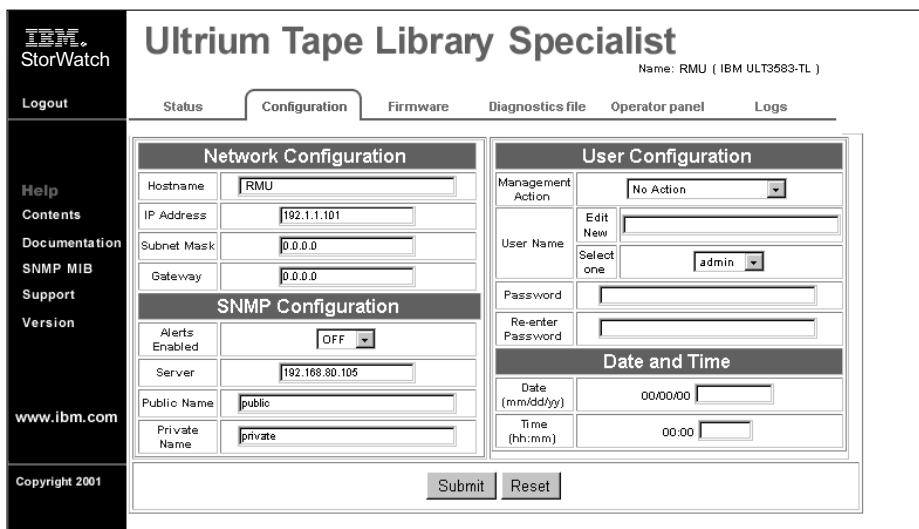 IBM.
StorWatch
Ultrium Tape Library Specialist
Name: RMU ( IBM ULT3583-TL )
Logout
Status Configuration Firmware Diagnostics file Operator panel Logs
Help
Contents
Documentation
SNMP MIB
Support
Version
www.ibm.com
Copyright 2001
Network Configuration
Hostname RMU
IP Address 192.1.1.101
Subnet Mask 0.0.0.0
Gateway 0.0.0.0
SNMP Configuration
Alerts
Enabled
OFF
Server 192.168.80.105
Public Name public
Private
Name
private
User Configuration
Management
Action
No Action
User Name
Edit
New
Select
one
admin
Password
Re-enter
Password
Date and Time
Date
(mm/dd/yy)
00/00/00
Time
(hh:mm)
00:00
Submit Reset